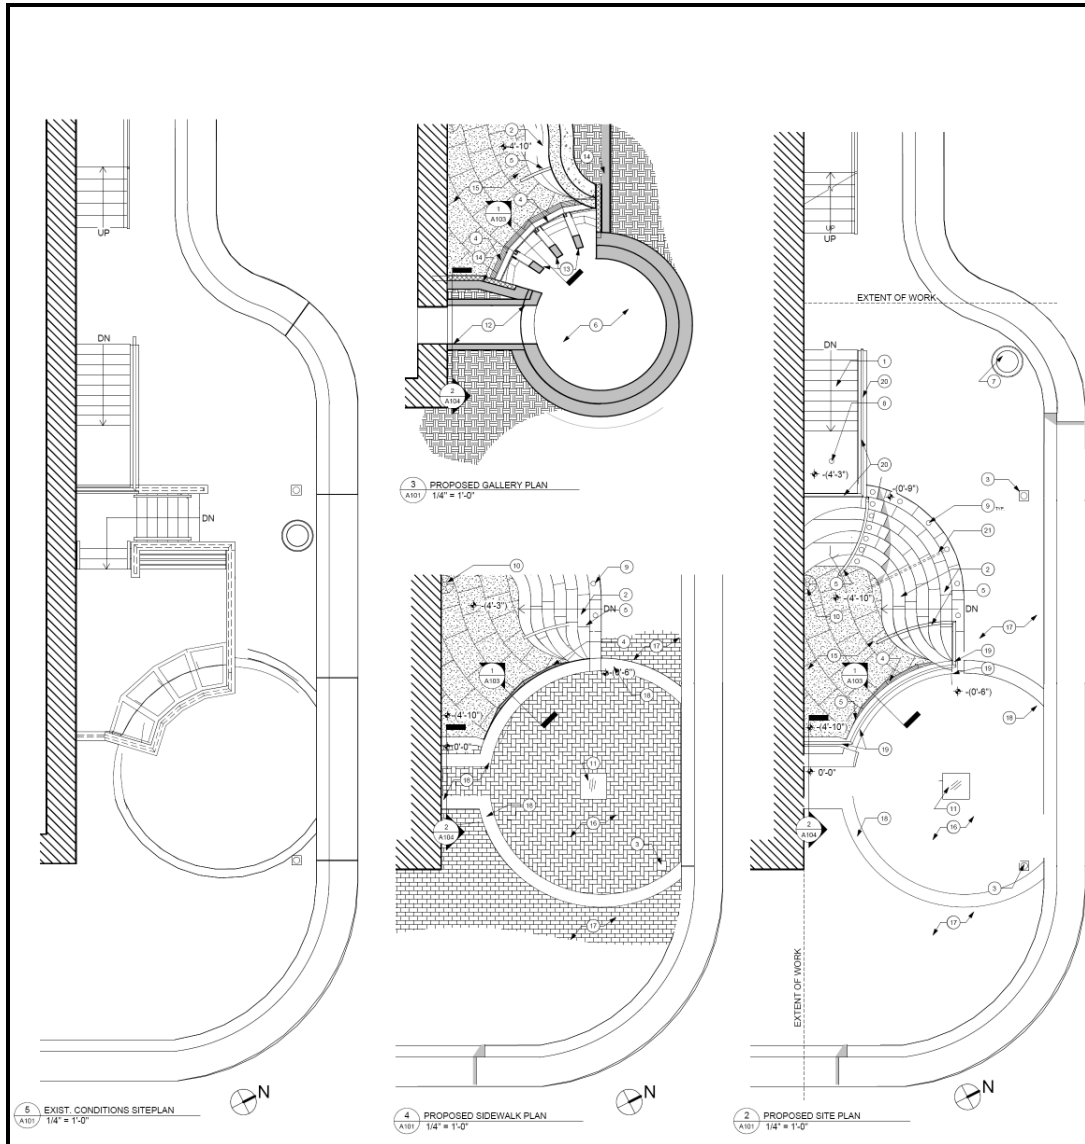 UP
DN
DN
5
A101
EXIST. CONDITIONS SITEPLAN
1/4" = 1'-0"
N
2
4'-10"
5
14
15
4
1
A103
4
14
13
12
6
2
A104
3
A101
PROPOSED GALLERY PLAN
1/4" = 1'-0"
10
9
-(4'-3")
2
5
DN
4
17
1
A103
18
-(4'-10")
0'-0"
11
16
2
A104
16
3
17
4
A101
PROPOSED SIDEWALK PLAN
1/4" = 1'-0"
N
UP
UP
EXTENT OF WORK
DN
1
7
20
8
20
-(4'-3")
-(0'-9")
3
9
TYP.
21
5
2
-(4'-10")
5
10
DN
17
15
4
19
1
A103
19
-(0'-6")
5
18
-(4'-10")
19
0'-0"
11
18
16
2
A104
3
17
EXTENT OF WORK
2
A101
PROPOSED SITE PLAN
1/4" = 1'-0"
N